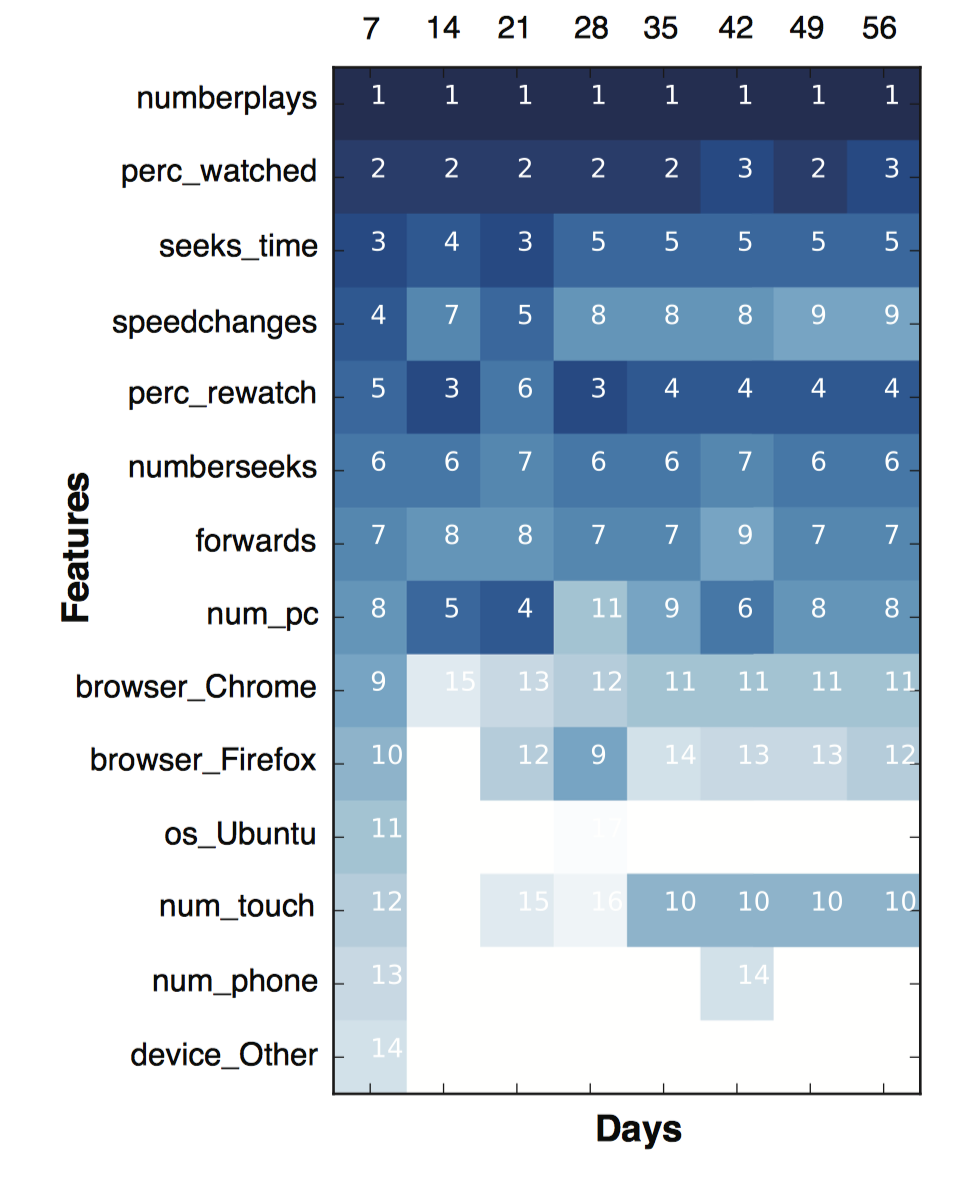 7 14 21 28 35 42 49 56
numberplays 1 1 1 1 1 1 1 1
perc_watched 2 2 2 2 2 3 2 3
seeks_time 3 4 3 5 5 5 5 5
speedchanges 4 7 5 8 8 8 9 9
perc_rewatch 5 3 6 3 4 4 4 4
numberseeks 6 6 7 6 6 7 6 6
forwards 7 8 8 7 7 9 7 7
num_pc 8 5 4 11 9 6 8 8
browser_Chrome 9 15 13 12 11 11 11 11
browser_Firefox 10 12 9 14 13 13 12
os_Ubuntu 11 17
num_touch 12 15 16 10 10 10 10
num_phone 13 14
device_Other 14
Features
Days